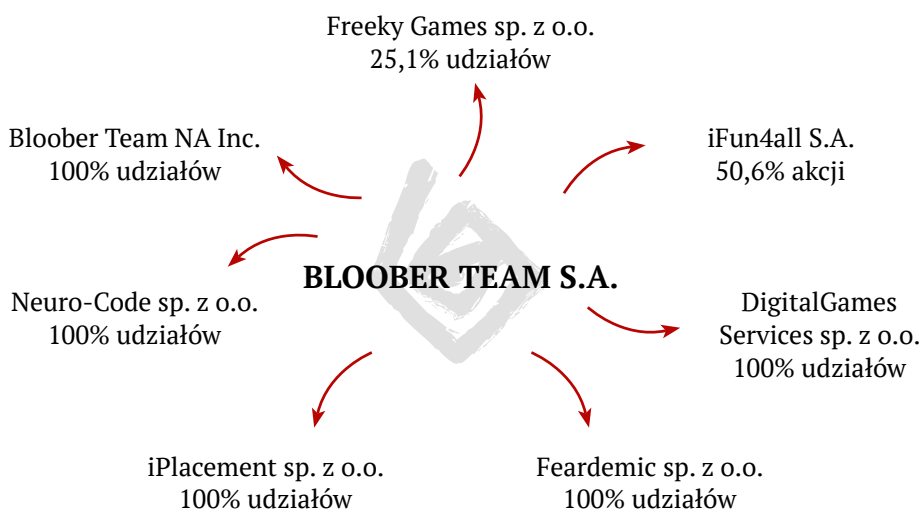 Freeky Games sp. z o.o.
25,1% udziałów
Bloober Team NA Inc.
100% udziałów
iFun4all S.A.
50,6% akcji
BLOOBER TEAM S.A.
Neuro-Code sp. z o.o.
100% udziałów
DigitalGames
Services sp. z o.o.
100% udziałów
iPlacement sp. z o.o.
100% udziałów
Feardemic sp. z o.o.
100% udziałów